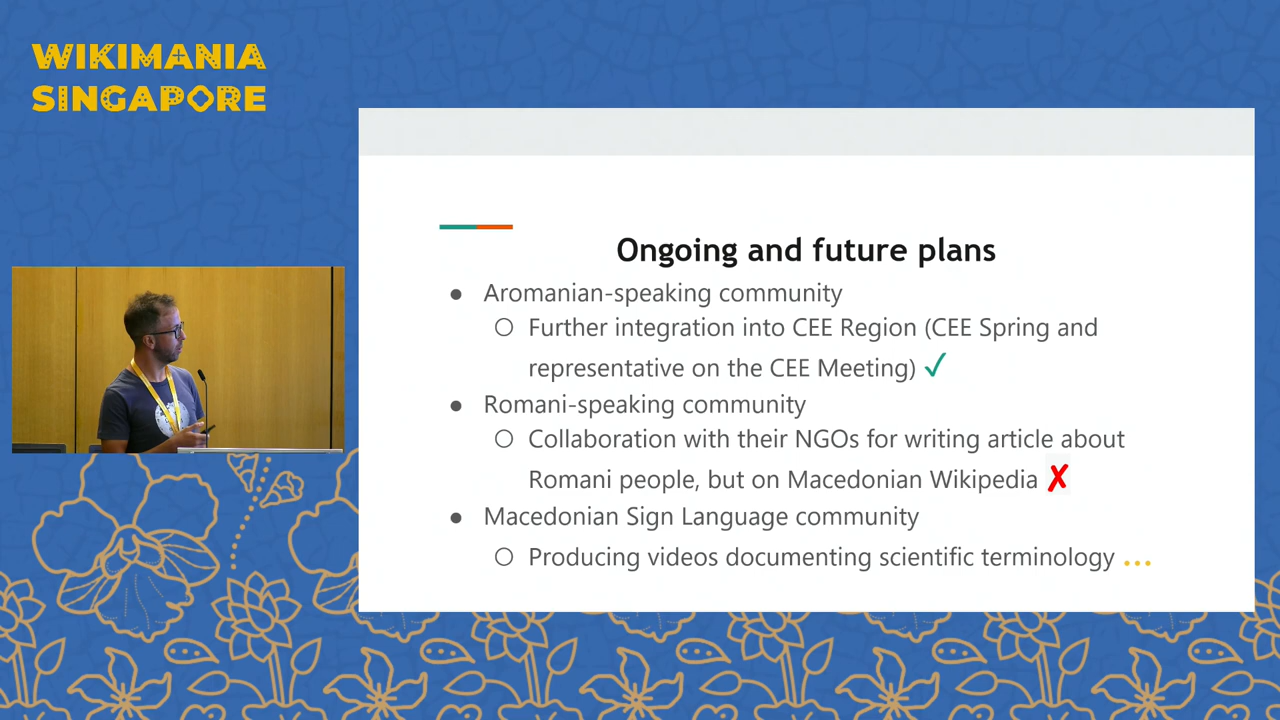 WIKIMANIA
SINGAPORE
Ongoing and future plans
● Aromanian-speaking community
○ Further integration into CEE Region (CEE Spring and
representative on the CEE Meeting) ✓
● Romani-speaking community
○ Collaboration with their NGOs for writing article about
Romani people, but on Macedonian Wikipedia ✗
● Macedonian Sign Language community
○ Producing videos documenting scientific terminology ...